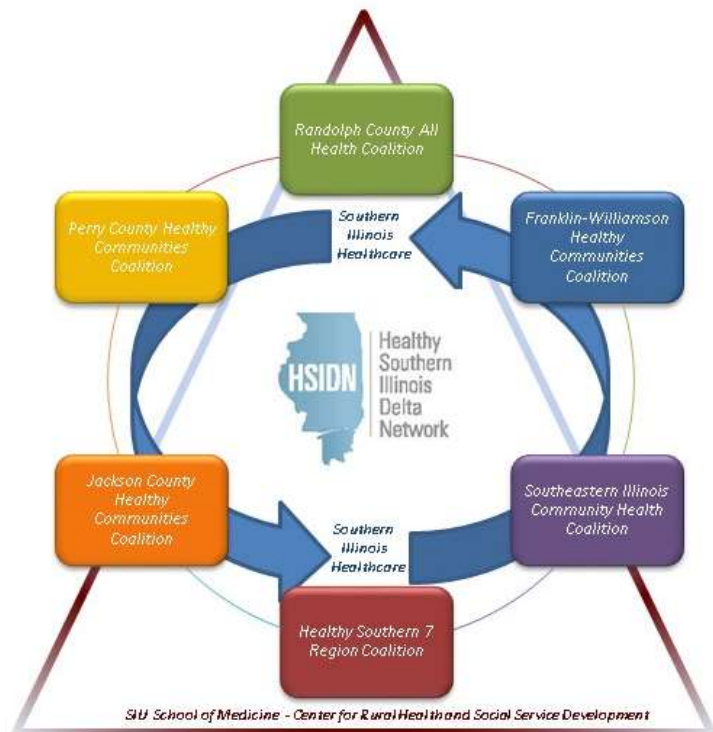 Randolph County All
Health Coalition
Perry County Healthy
Communities
Coalition
Southern
Illinois
Healthcare
Franklin-Williamson
Healthy
Communities
Coalition
HSIDN
Healthy
Southern
Illinois
Delta
Network
Jackson County
Healthy
Communities
Coalition
Southern
Illinois
Healthcare
Southeastern Illinois
Community Health
Coalition
Healthy Southern 7
Region Coalition
SIU School of Medicine - Center for Rural Health and Social Service Development